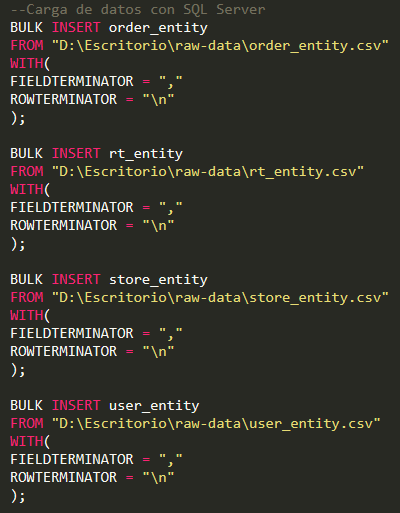 --Carga de datos con SQL Server
BULK INSERT order_entity
FROM "D:\Escritorio\raw-data\order_entity.csv"
WITH(
FIELDTERMINATOR = ","
ROWTERMINATOR = "\n"
);
BULK INSERT rt_entity
FROM "D:\Escritorio\raw-data\rt_entity.csv"
WITH(
FIELDTERMINATOR = ","
ROWTERMINATOR = "\n"
);
BULK INSERT store_entity
FROM "D:\Escritorio\raw-data\store_entity.csv"
WITH(
FIELDTERMINATOR = ","
ROWTERMINATOR = "\n"
);
BULK INSERT user_entity
FROM "D:\Escritorio\raw-data\user_entity.csv"
WITH(
FIELDTERMINATOR = ","
ROWTERMINATOR = "\n"
);